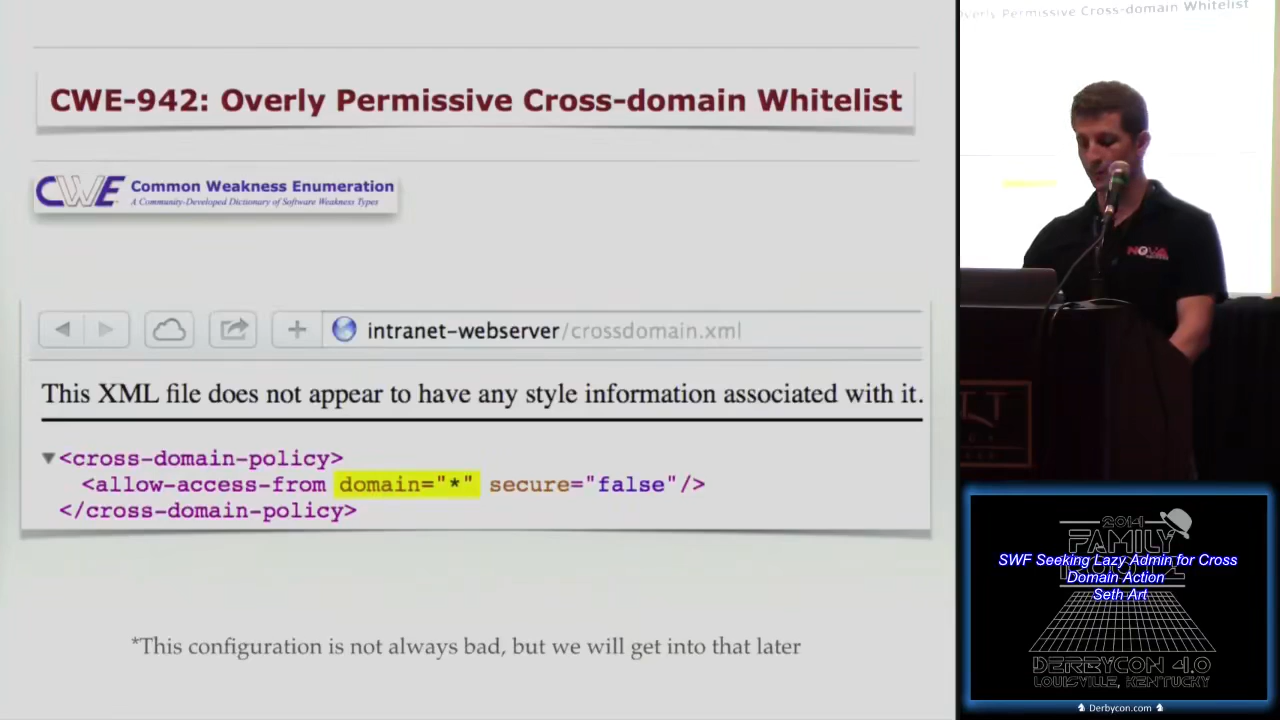 CWE-942: Overly Permissive Cross-domain Whitelist
CWE Common Weakness Enumeration
A Community-Developed Dictionary of Software Weakness Types
intranet-webserver/crossdomain.xml
This XML file does not appear to have any style information associated with it.
<cross-domain-policy>
<allow-access-from domain="*" secure="false"/>
</cross-domain-policy>
*This configuration is not always bad, but we will get into that later
Overly Permissive Cross-domain Whitelist
NOVA
2014
FAMILY
SWF Seeking Lazy Admin for Cross
Domain Action
Seth Art
DERBYCON 4.0
LOUISVILLE, KENTUCKY
Derbycon.com